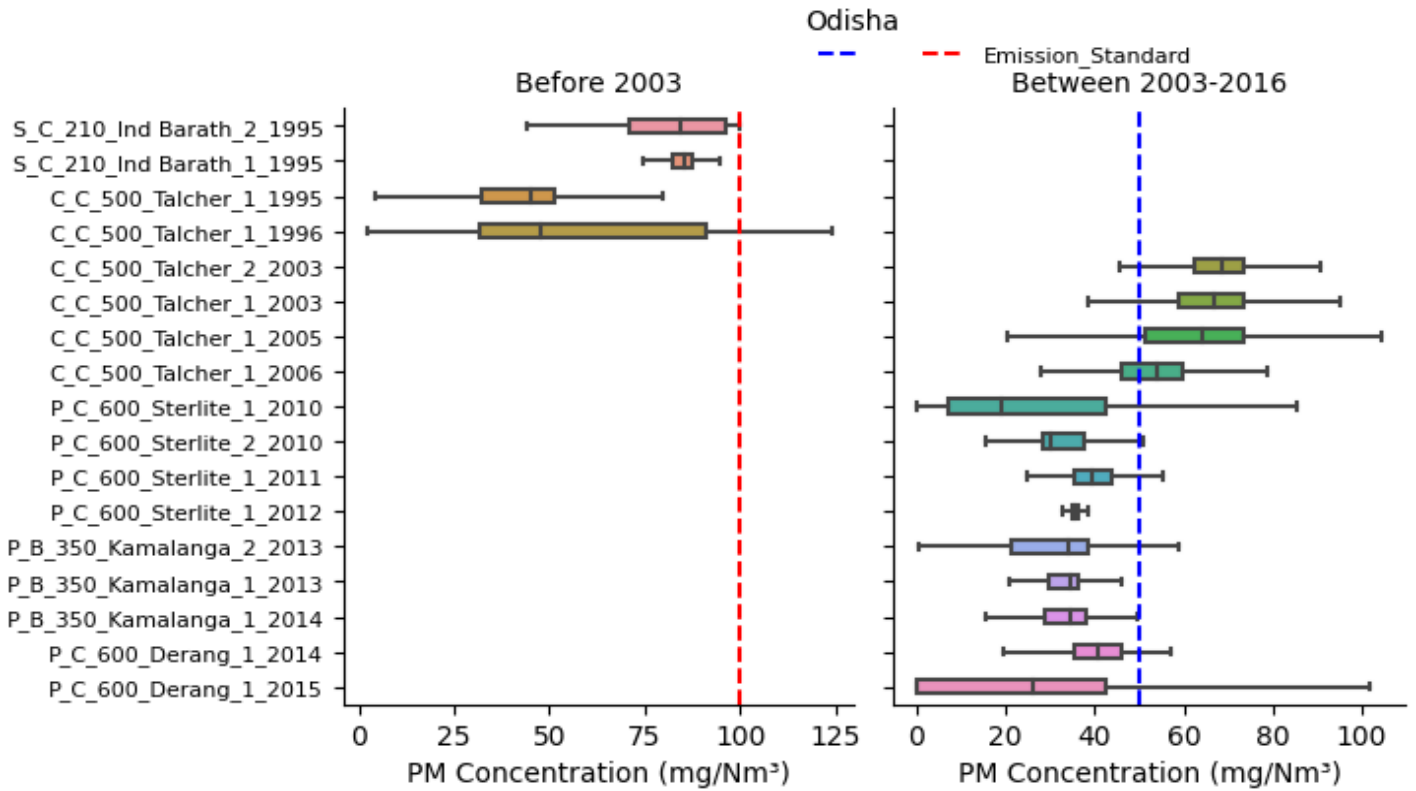 Odisha
Emission_Standard
Before 2003
Between 2003-2016
S_C_210_Ind Barath_2_1995
S_C_210_Ind Barath_1_1995
C_C_500_Talcher_1_1995
C_C_500_Talcher_1_1996
C_C_500_Talcher_2_2003
C_C_500_Talcher_1_2003
C_C_500_Talcher_1_2005
C_C_500_Talcher_1_2006
P_C_600_Sterlite_1_2010
P_C_600_Sterlite_2_2010
P_C_600_Sterlite_1_2011
P_C_600_Sterlite_1_2012
P_B_350_Kamalanga_2_2013
P_B_350_Kamalanga_1_2013
P_B_350_Kamalanga_1_2014
P_C_600_Derang_1_2014
P_C_600_Derang_1_2015
0 25 50 75 100 125
PM Concentration (mg/Nm³)
0 20 40 60 80 100
PM Concentration (mg/Nm³)